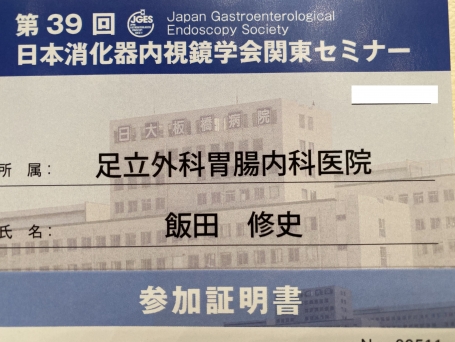 第39回 JGES Japan Gastroenterological
Endoscopy Society
日本消化器内視鏡学会関東セミナー
日大板橋病院
所 属： 足立外科胃腸内科医院
氏 名： 飯田 修史
参加証明書